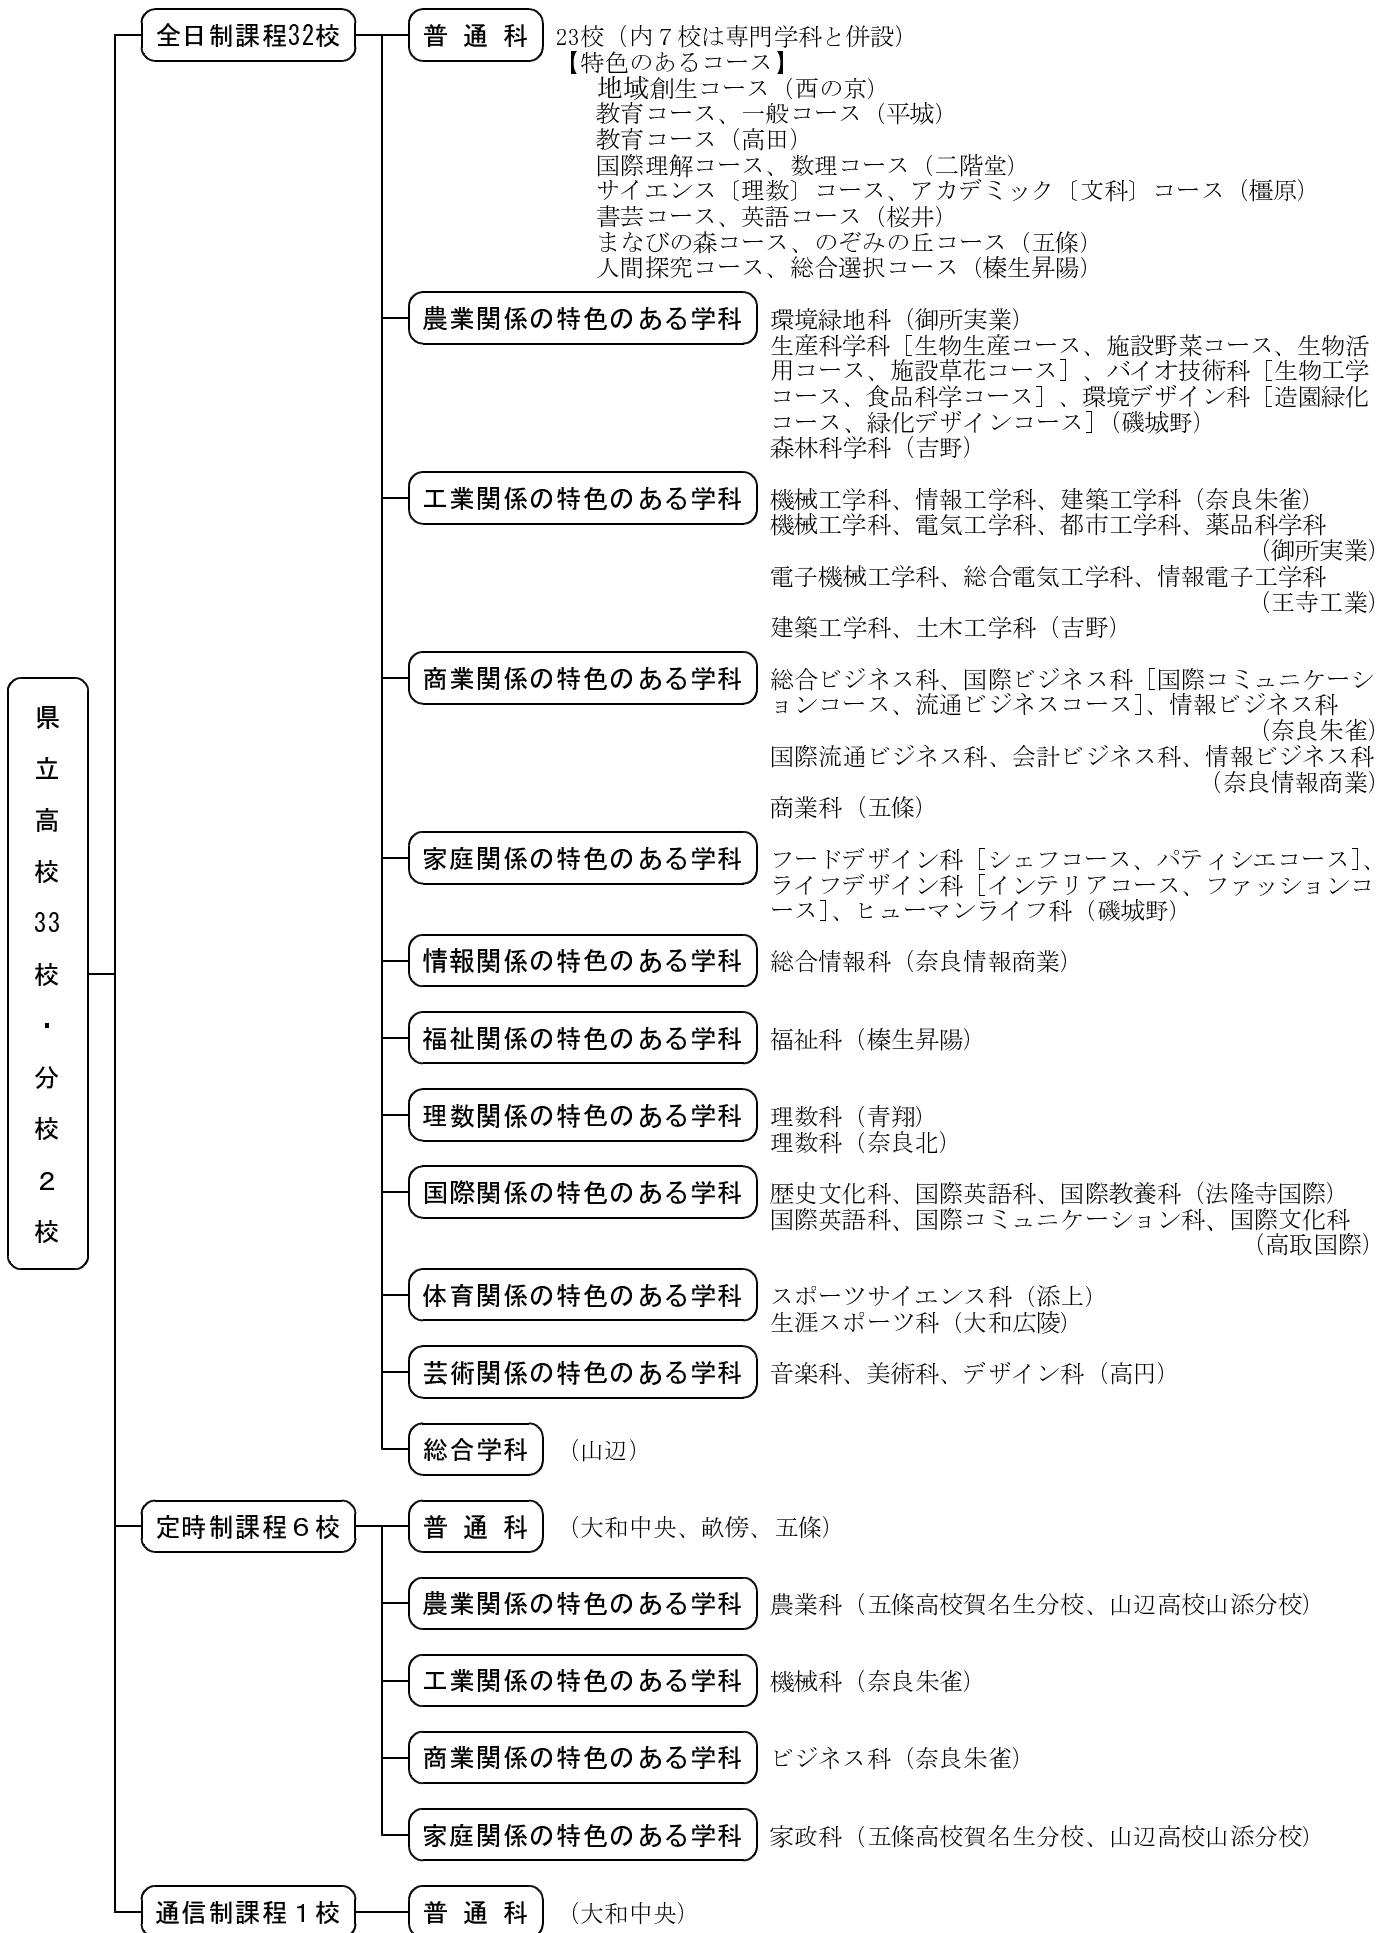 県立高校33校・分校２校
全日制課程32校
普通科 23校（内７校は専門学科と併設）
【特色のあるコース】
地域創生コース（西の京）
教育コース、一般コース（平城）
教育コース（高田）
国際理解コース、数理コース（二階堂）
サイエンス〔理数〕コース、アカデミック〔文科〕コース（橿原）
書芸コース、英語コース（桜井）
まなびの森コース、のぞみの丘コース（五條）
人間探究コース、総合選択コース（榛生昇陽）
農業関係の特色のある学科 環境緑地科（御所実業）
生産科学科［生物生産コース、施設野菜コース、生物活
用コース、施設草花コース］、バイオ技術科［生物工学
コース、食品科学コース］、環境デザイン科［造園緑化
コース、緑化デザインコース］（磯城野）
森林科学科（吉野）
工業関係の特色のある学科 機械工学科、情報工学科、建築工学科（奈良朱雀）
機械工学科、電気工学科、都市工学科、薬品科学科
（御所実業）
電子機械工学科、総合電気工学科、情報電子工学科
（王寺工業）
建築工学科、土木工学科（吉野）
商業関係の特色のある学科 総合ビジネス科、国際ビジネス科［国際コミュニケーシ
ョンコース、流通ビジネスコース］、情報ビジネス科
（奈良朱雀）
国際流通ビジネス科、会計ビジネス科、情報ビジネス科
（奈良情報商業）
商業科（五條）
家庭関係の特色のある学科 フードデザイン科［シェフコース、パティシエコース］、
ライフデザイン科［インテリアコース、ファッションコ
ース］、ヒューマンライフ科（磯城野）
情報関係の特色のある学科 総合情報科（奈良情報商業）
福祉関係の特色のある学科 福祉科（榛生昇陽）
理数関係の特色のある学科 理数科（青翔）
理数科（奈良北）
国際関係の特色のある学科 歴史文化科、国際英語科、国際教養科（法隆寺国際）
国際英語科、国際コミュニケーション科、国際文化科
（高取国際）
体育関係の特色のある学科 スポーツサイエンス科（添上）
生涯スポーツ科（大和広陵）
芸術関係の特色のある学科 音楽科、美術科、デザイン科（高円）
総合学科 （山辺）
定時制課程６校
普通科 （大和中央、畝傍、五條）
農業関係の特色のある学科 農業科（五條高校賀名生分校、山辺高校山添分校）
工業関係の特色のある学科 機械科（奈良朱雀）
商業関係の特色のある学科 ビジネス科（奈良朱雀）
家庭関係の特色のある学科 家政科（五條高校賀名生分校、山辺高校山添分校）
通信制課程１校
普通科 （大和中央）